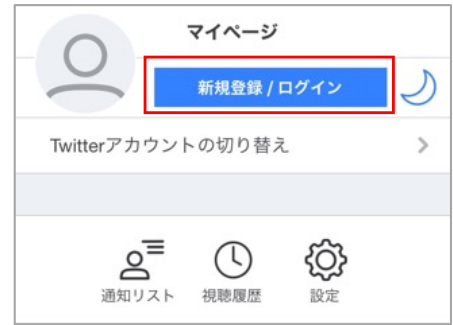 マイページ
新規登録 / ログイン
Twitterアカウントの切り替え
通知リスト 視聴履歴 設定